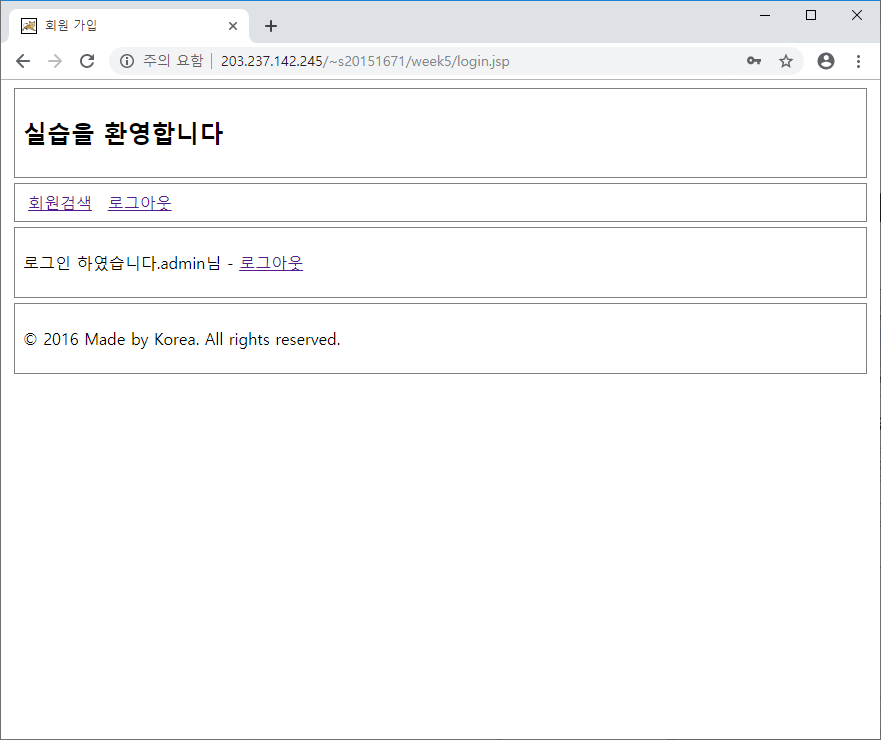 회원 가입
주의 요함 | 203.237.142.245/~s20151671/week5/login.jsp
실습을 환영합니다
회원검색 로그아웃
로그인 하였습니다.admin님 - 로그아웃
© 2016 Made by Korea. All rights reserved.